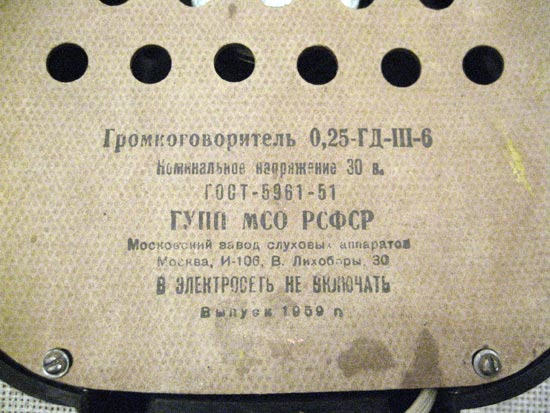 Громкоговоритель 0,25-ГД-III-6
Номинальное напряжение 30 в.
ГОСТ-5961-51
ГУПП МСО РСФСР
Московский завод слуховых аппаратов
Москва, И-106, В. Лихоборы, 30
В ЭЛЕКТРОСЕТЬ НЕ ВКЛЮЧАТЬ
Выпуск 1959 г.